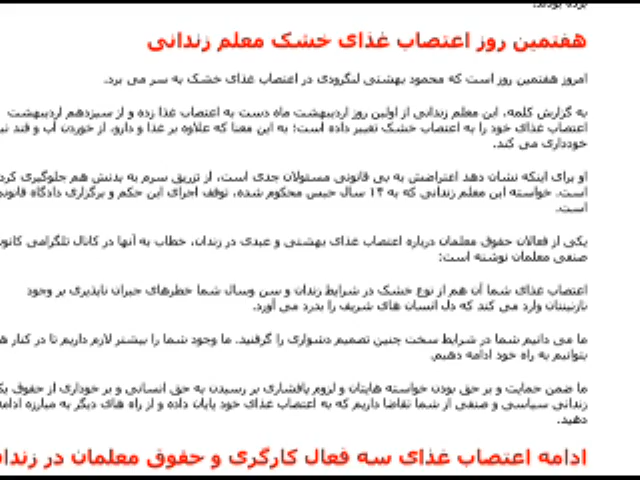 برده بودند.
هفتمین روز اعتصاب غذای خشک معلم زندانی
امروز هفتمین روز است که محمود بهشتی لنگرودی در اعتصاب غذای خشک به سر می برد.
به گزارش کلمه، این معلم زندانی از اولین روز اردیبهشت ماه دست به اعتصاب غذا زده و از سیزدهم اردیبهشت
اعتصاب غذای خود را به اعتصاب خشک تغییر داده است؛ به این معنا که علاوه بر غذا و دارو، از خوردن آب و قند نیز
خودداری می کند.
او برای اینکه نشان دهد اعتراضش به بی قانونی مسئولان جدی است، از تزریق سرم به بدنش هم جلوگیری کرده
است. خواسته این معلم زندانی که به ۱۴ سال حبس محکوم شده، توقف اجرای این حکم و برگزاری دادگاه قانونی
است.
یکی از فعالان حقوق معلمان درباره اعتصاب غذای بهشتی و عبدی در زندان، خطاب به آنها در کانال تلگرامی کانون
صنفی معلمان نوشته است:
اعتصاب غذای شما آن هم از نوع خشک در شرایط زندان و سن وسال شما خطرهای جبران ناپذیری بر وجود
نازنینتان وارد می کند که دل انسان های شریف را بدرد می آورد.
ما می دانیم شما در شرایط سخت چنین تصمیم دشواری را گرفتید. ما وجود شما را بیشتر لازم داریم تا در کنار هم
بتوانیم به راه خود ادامه دهیم.
ما ضمن حمایت و بر حق بودن خواسته هایتان و لزوم پافشاری بر رسیدن به حق انسانی و بر خوداری از حقوق یک
زندانی سیاسی و صنفی از شما تقاضا داریم که به اعتصاب غذای خود پایان داده و از راه های دیگر به مبارزه ادامه
دهید.
ادامه اعتصاب غذای سه فعال کارگری و حقوق معلمان در زندان